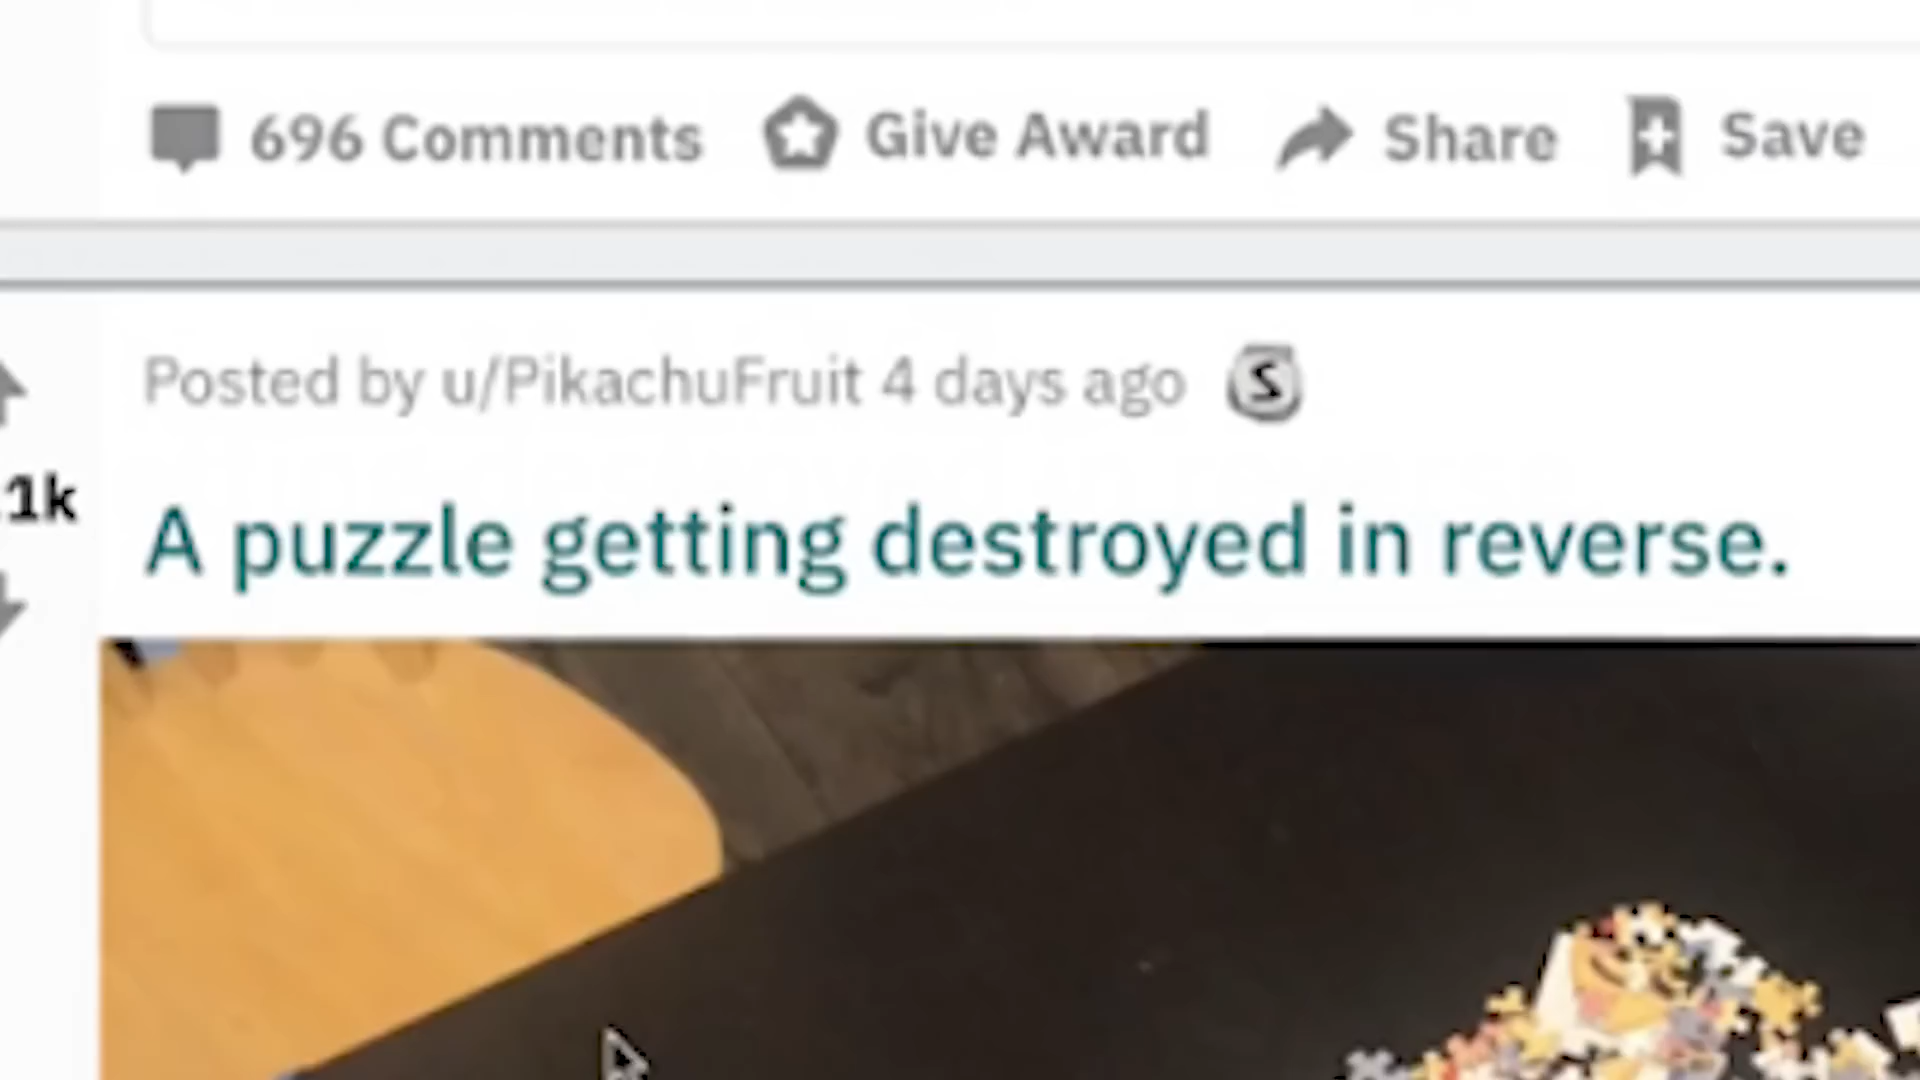 696 Comments Give Award Share Save
Posted by u/PikachuFruit 4 days ago S
.1k
A puzzle getting destroyed in reverse.